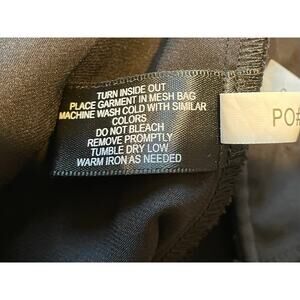 TURN INSIDE OUT
PLACE GARMENT IN MESH BAG
MACHINE WASH COLD WITH SIMILAR
COLORS
DO NOT BLEACH
REMOVE PROMPTLY
TUMBLE DRY LOW
WARM IRON AS NEEDED
PO#